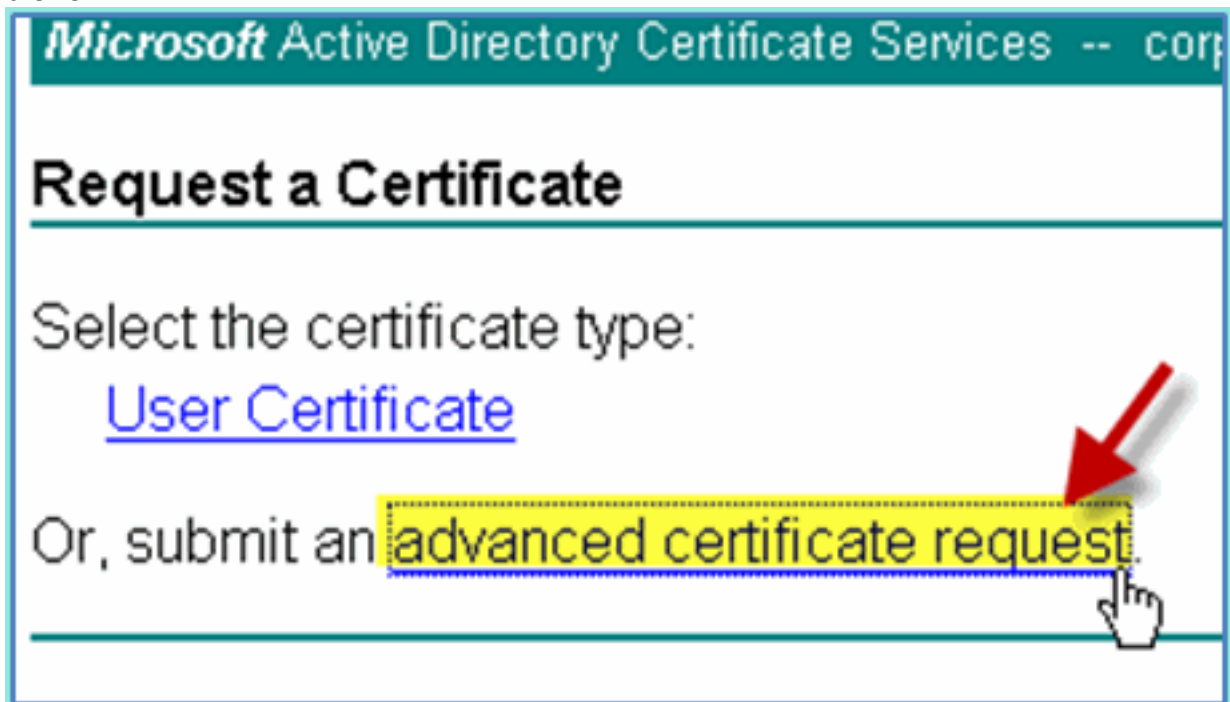 Microsoft Active Directory Certificate Services -- corp
Request a Certificate
Select the certificate type:
User Certificate
Or, submit an advanced certificate request.